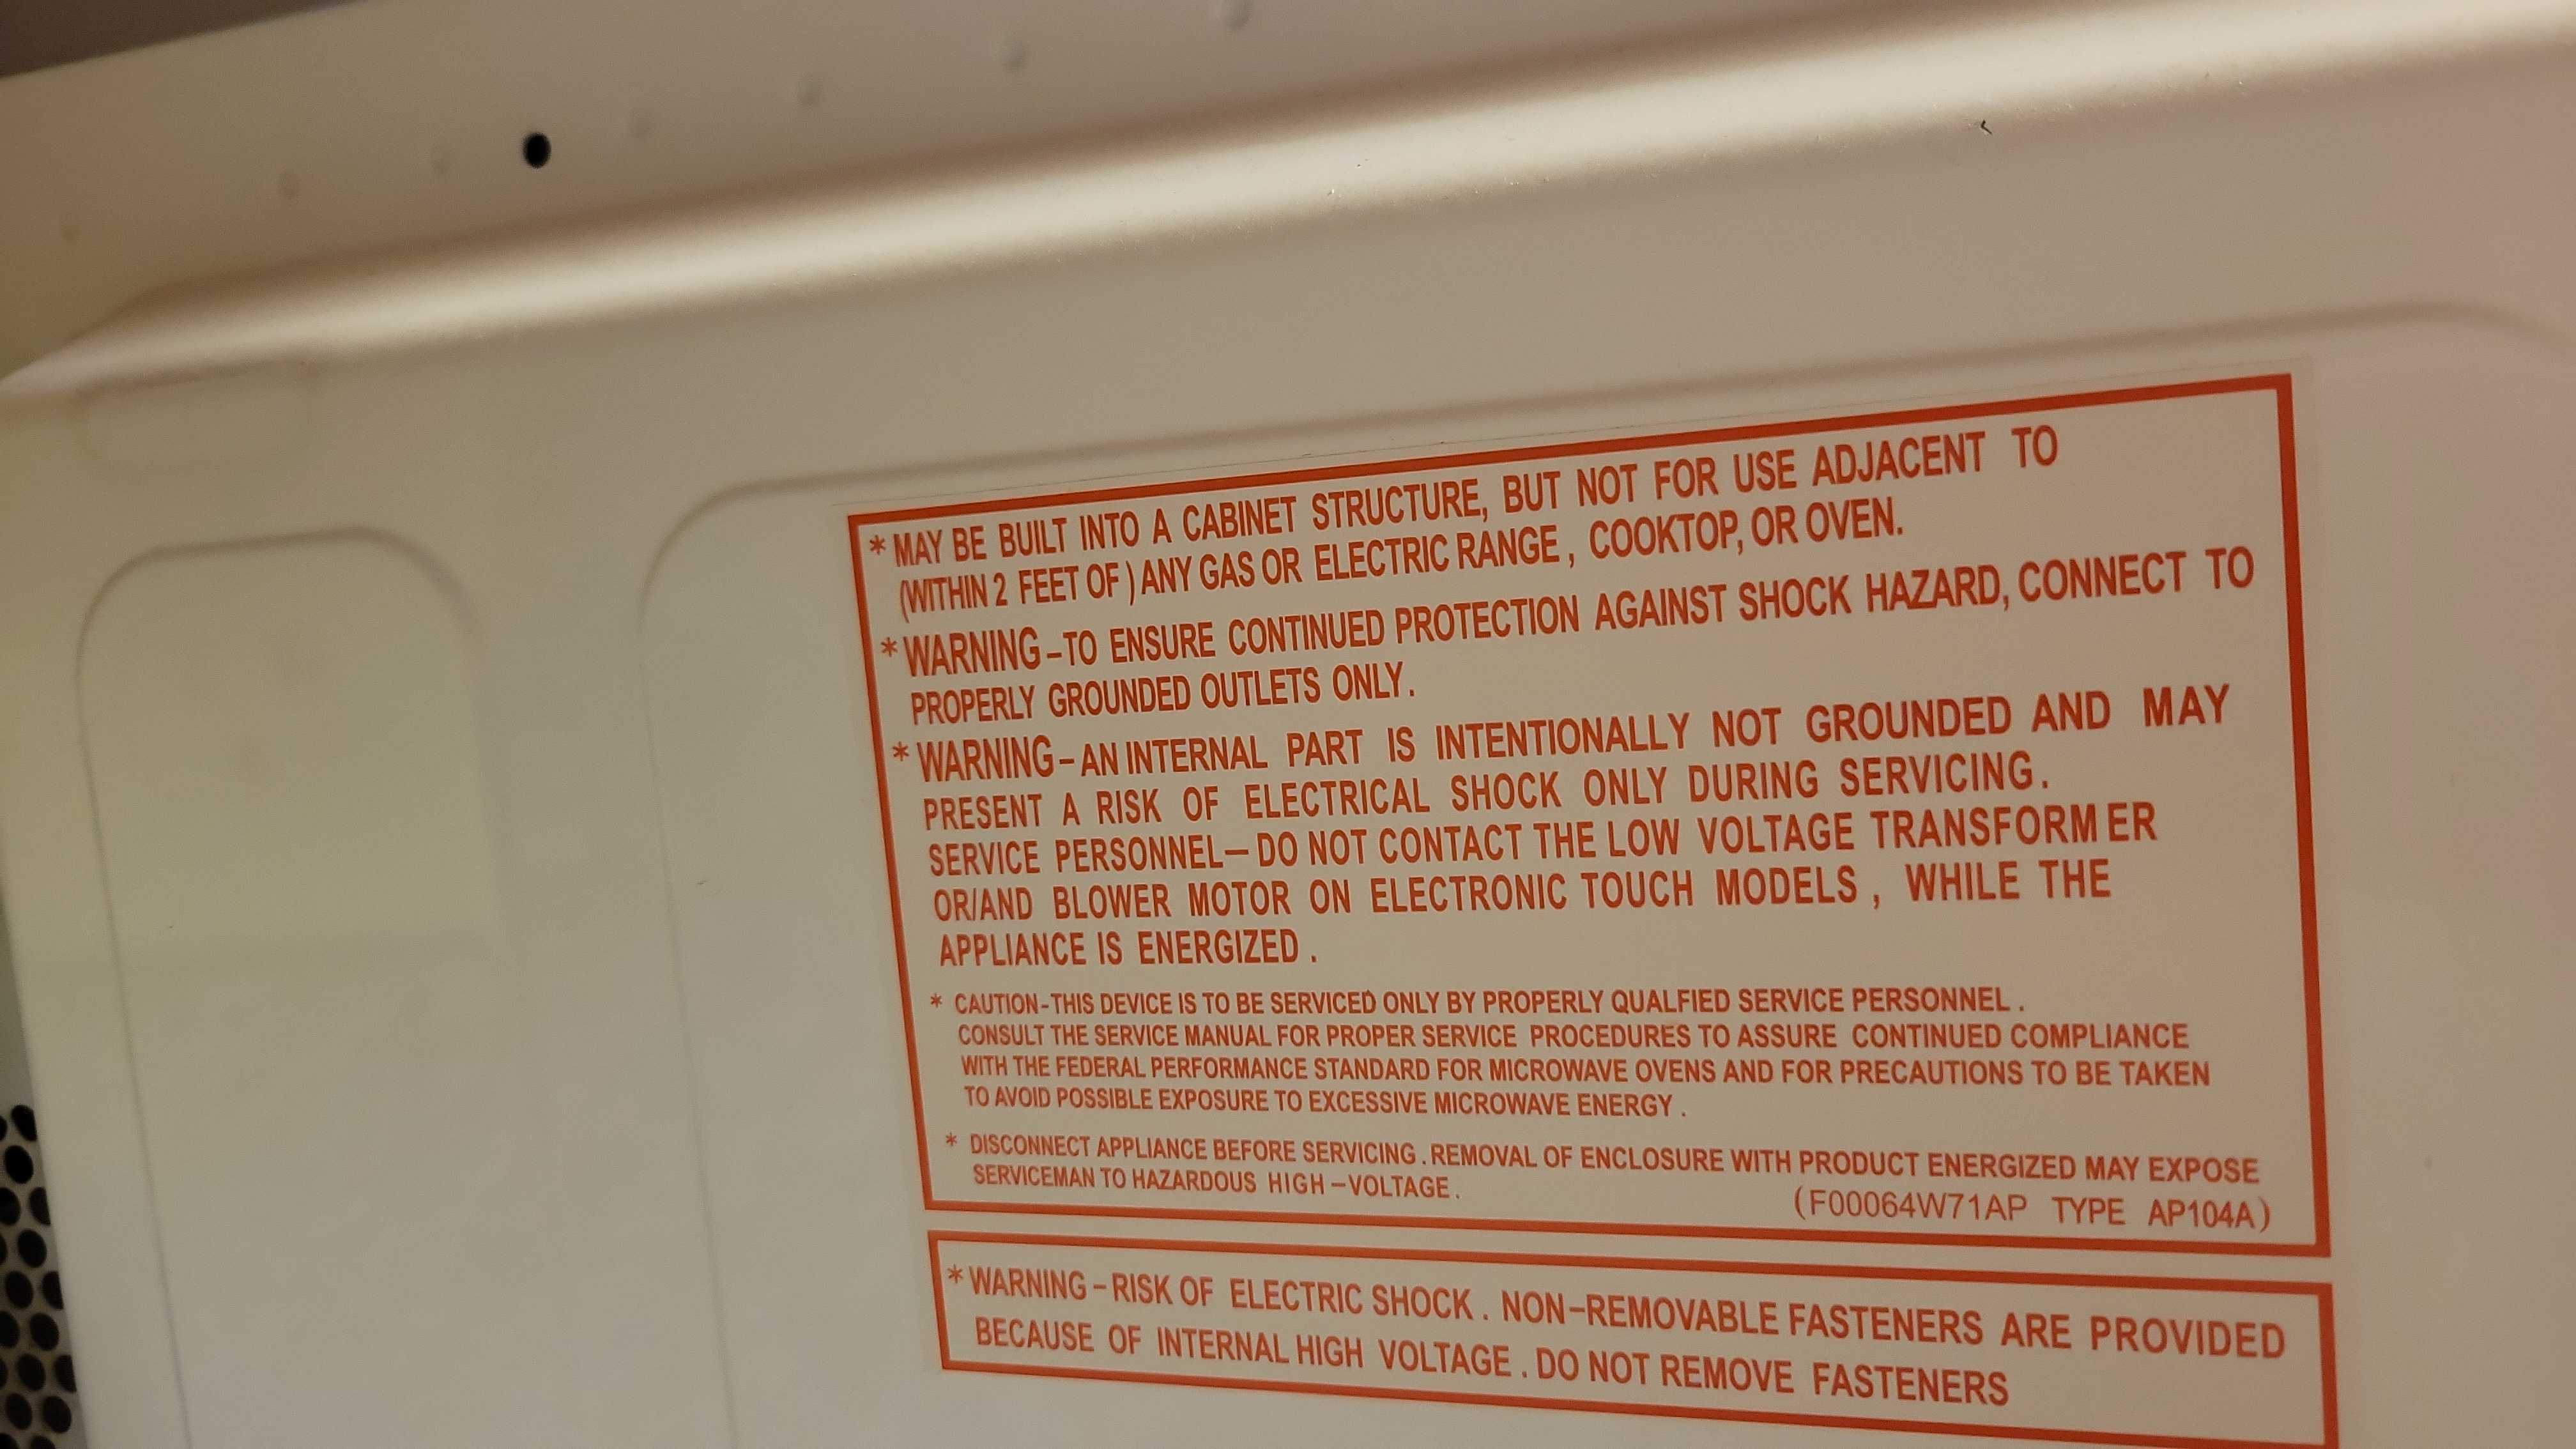 * MAY BE BUILT INTO A CABINET STRUCTURE, BUT NOT FOR USE ADJACENT TO
(WITHIN 2 FEET OF ) ANY GAS OR ELECTRIC RANGE , COOKTOP, OR OVEN.
* WARNING –TO ENSURE CONTINUED PROTECTION AGAINST SHOCK HAZARD, CONNECT TO
PROPERLY GROUNDED OUTLETS ONLY .
* WARNING – AN INTERNAL PART IS INTENTIONALLY NOT GROUNDED AND MAY
PRESENT A RISK OF ELECTRICAL SHOCK ONLY DURING SERVICING .
SERVICE PERSONNEL— DO NOT CONTACT THE LOW VOLTAGE TRANSFORM ER
OR/AND BLOWER MOTOR ON ELECTRONIC TOUCH MODELS , WHILE THE
APPLIANCE IS ENERGIZED .
* CAUTION-THIS DEVICE IS TO BE SERVICED ONLY BY PROPERLY QUALFIED SERVICE PERSONNEL .
CONSULT THE SERVICE MANUAL FOR PROPER SERVICE PROCEDURES TO ASSURE CONTINUED COMPLIANCE
WITH THE FEDERAL PERFORMANCE STANDARD FOR MICROWAVE OVENS AND FOR PRECAUTIONS TO BE TAKEN
TO AVOID POSSIBLE EXPOSURE TO EXCESSIVE MICROWAVE ENERGY .
* DISCONNECT APPLIANCE BEFORE SERVICING . REMOVAL OF ENCLOSURE WITH PRODUCT ENERGIZED MAY EXPOSE
SERVICEMAN TO HAZARDOUS HIGH –VOLTAGE .
(F00064W71AP TYPE AP104A)
* WARNING – RISK OF ELECTRIC SHOCK . NON–REMOVABLE FASTENERS ARE PROVIDED
BECAUSE OF INTERNAL HIGH VOLTAGE . DO NOT REMOVE FASTENERS